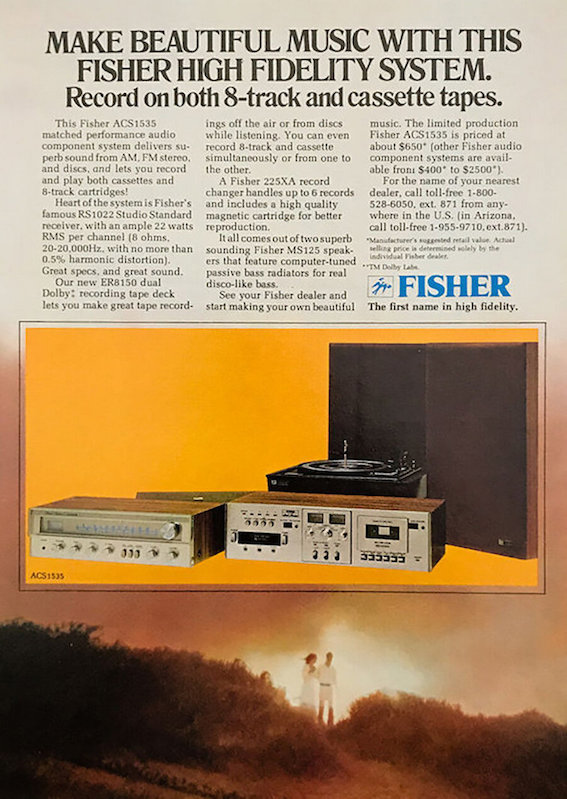 MAKE BEAUTIFUL MUSIC WITH THIS
FISHER HIGH FIDELITY SYSTEM.
Record on both 8-track and cassette tapes.
This Fisher ACS1535
matched performance audio
component system delivers su-
perb sound from AM, FM stereo,
and discs, and lets you record
and play both cassettes and
8-track cartridges!
Heart of the system is Fisher's
famous RS1022 Studio Standard
receiver, with an ample 22 watts
RMS per channel (8 ohms,
20-20,000Hz, with no more than
0.5% harmonic distortion).
Great specs, and great sound.
Our new ER8150 dual
Dolby** recording tape deck
lets you make great tape record-
ings off the air or from discs
while listening. You can even
record 8-track and cassette
simultaneously or from one to
the other.
A Fisher 225XA record
changer handles up to 6 records
and includes a high quality
magnetic cartridge for better
reproduction.
It all comes out of two superb
sounding Fisher MS125 speak-
ers that feature computer-tuned
passive bass radiators for real
disco-like bass.
See your Fisher dealer and
start making your own beautiful
music. The limited production
Fisher ACS1535 is priced at
about $650* (other Fisher audio
component systems are avail-
able from $400* to $2500*).
For the name of your nearest
dealer, call toll-free 1-800-
528-6050, ext. 871 from any-
where in the U.S. (in Arizona,
call toll-free 1-955-9710, ext.871).
*Manufacturer's suggested retail value. Actual
selling price is determined solely by the
individual Fisher dealer.
**TM Dolby Labs.
FISHER
The first name in high fidelity.
ACS1535